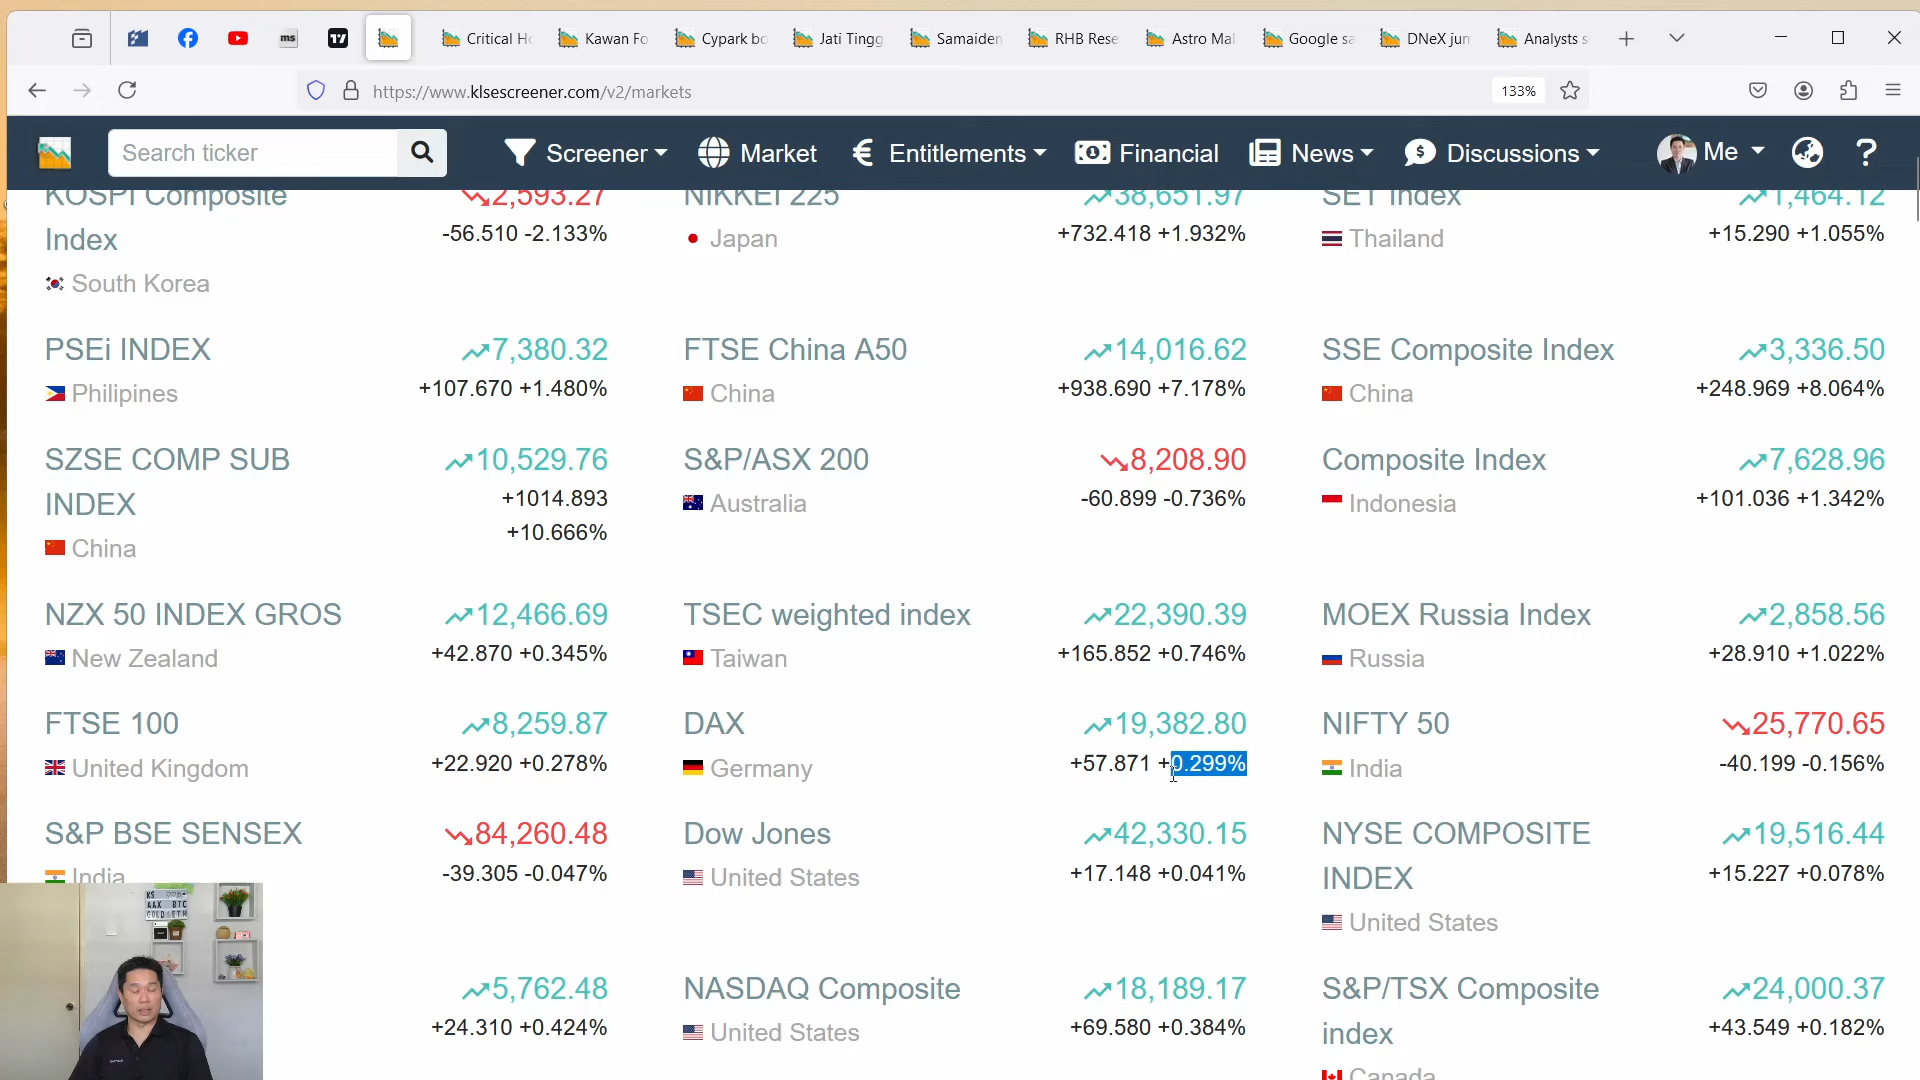 ms
Critical Ho
Kawan Fo
Cypark bo
Jati Tingg
Samaiden
RHB Rese
Astro Mal
Google sa
DNeX jum
Analysts s
https://www.klsescreener.com/v2/markets
133%
Search ticker
Screener
Market
Entitlements
Financial
News
Discussions
Me
KOSPI Composite
Index
South Korea
2,593.27
-56.510 -2.133%
NIKKEI 225
Japan
38,651.97
+732.418 +1.932%
SET Index
Thailand
1,464.12
+15.290 +1.055%
PSEi INDEX
Philipines
7,380.32
+107.670 +1.480%
FTSE China A50
China
14,016.62
+938.690 +7.178%
SSE Composite Index
China
3,336.50
+248.969 +8.064%
SZSE COMP SUB
INDEX
China
10,529.76
+1014.893
+10.666%
S&P/ASX 200
Australia
8,208.90
-60.899 -0.736%
Composite Index
Indonesia
7,628.96
+101.036 +1.342%
NZX 50 INDEX GROS
New Zealand
12,466.69
+42.870 +0.345%
TSEC weighted index
Taiwan
22,390.39
+165.852 +0.746%
MOEX Russia Index
Russia
2,858.56
+28.910 +1.022%
FTSE 100
United Kingdom
8,259.87
+22.920 +0.278%
DAX
Germany
19,382.80
+57.871 +0.299%
NIFTY 50
India
25,770.65
-40.199 -0.156%
S&P BSE SENSEX
India
84,260.48
-39.305 -0.047%
Dow Jones
United States
42,330.15
+17.148 +0.041%
NYSE COMPOSITE
INDEX
United States
19,516.44
+15.227 +0.078%
5,762.48
+24.310 +0.424%
NASDAQ Composite
United States
18,189.17
+69.580 +0.384%
S&P/TSX Composite
index
Canada
24,000.37
+43.549 +0.182%
AAX BTC